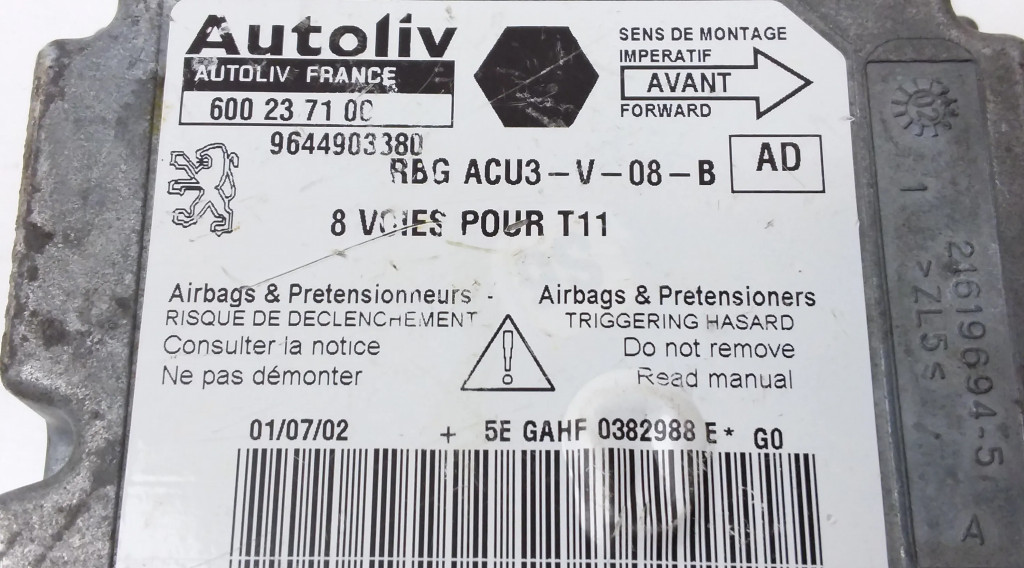 Autoliv
AUTOLIV FRANCE
600 23 71 00
9644903380
SENS DE MONTAGE
IMPERATIF
AVANT
FORWARD
RBG ACU3-V-08-B
AD
8 VOIES POUR T11
Airbags & Pretensionneurs -
RISQUE DE DECLENCHEMENT
Consulter la notice
Ne pas démonter
Airbags & Pretensioners
TRIGGERING HASARD
Do not remove
Read manual
01/07/02 + 5E GAHF 0382988 E* G0
02
1 >ZL5<
21619694-5 A